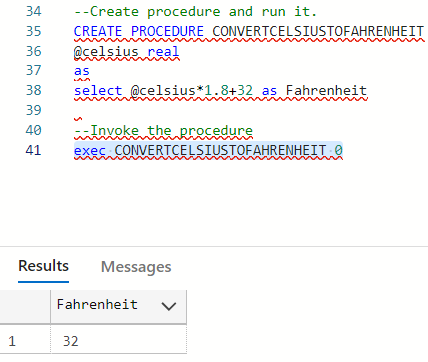 34 --Create procedure and run it.
35 CREATE PROCEDURE CONVERTCELSIUSTOFAHRENHEIT
36 @celsius real
37 as
38 select @celsius*1.8+32 as Fahrenheit
39
40 --Invoke the procedure
41 exec CONVERTCELSIUSTOFAHRENHEIT 0
Results Messages
Fahrenheit
1 32